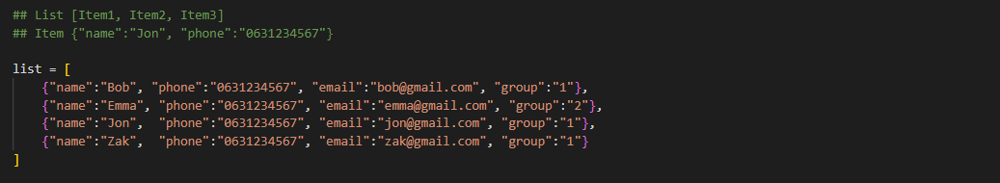 ## List [Item1, Item2, Item3]
## Item {"name":"Jon", "phone":"0631234567"}
list = [
{"name":"Bob", "phone":"0631234567", "email":"bob@gmail.com", "group":"1"},
{"name":"Emma", "phone":"0631234567", "email":"emma@gmail.com", "group":"2"},
{"name":"Jon",  "phone":"0631234567", "email":"jon@gmail.com", "group":"1"},
{"name":"Zak",  "phone":"0631234567", "email":"zak@gmail.com", "group":"1"}
]